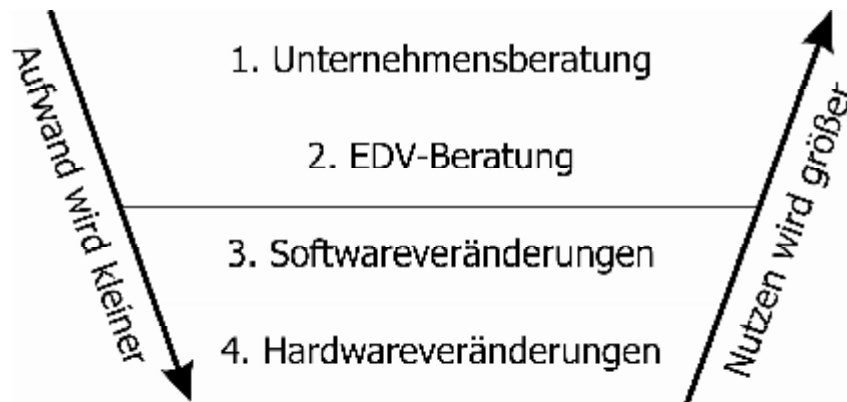 1. Unternehmensberatung
2. EDV-Beratung
3. Softwareveränderungen
4. Hardwareveränderungen
Aufwand wird kleiner
Nutzen wird größer